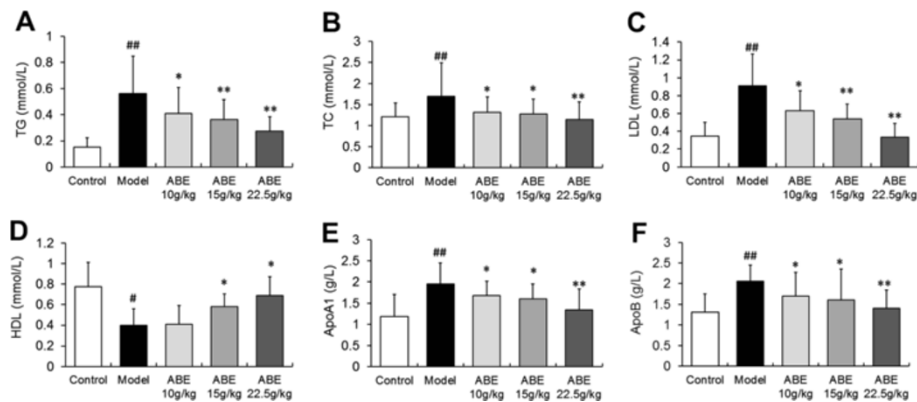 A
TG (mmol/L)
1
0.8
0.6
0.4
0.2
0
##
*
**
**
Control Model ABE ABE ABE
10g/kg 15g/kg 22.5g/kg
B
TC (mmol/L)
3
2.5
2
1.5
1
0.5
0
##
*
*
**
Control Model ABE ABE ABE
10g/kg 15g/kg 22.5g/kg
C
LDL (mmol/L)
1.4
1.2
1
0.8
0.6
0.4
0.2
0
##
*
**
**
Control Model ABE ABE ABE
10g/kg 15g/kg 22.5g/kg
D
HDL (mmol/L)
1.2
1
0.8
0.6
0.4
0.2
0
#
*
*
Control Model ABE ABE ABE
10g/kg 15g/kg 22.5g/kg
E
ApoA1 (g/L)
3
2.5
2
1.5
1
0.5
0
##
*
*
**
Control Model ABE ABE ABE
10g/kg 15g/kg 22.5g/kg
F
ApoB (g/L)
3
2.5
2
1.5
1
0.5
0
##
*
*
**
Control Model ABE ABE ABE
10g/kg 15g/kg 22.5g/kg